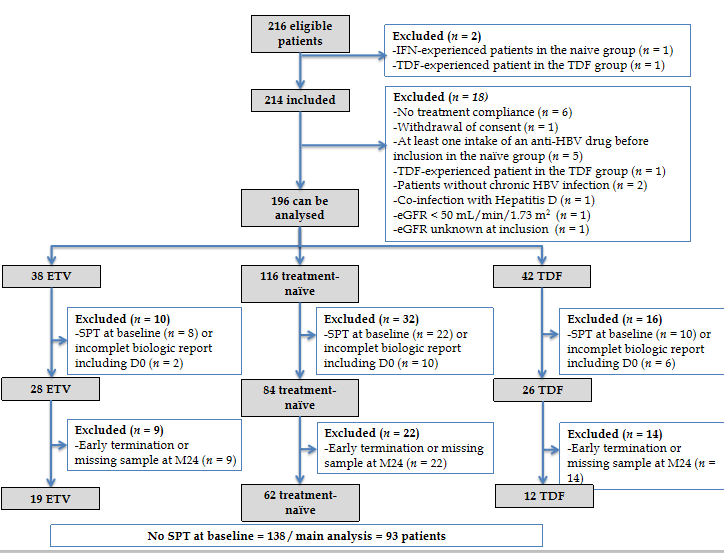 216 eligible
patients
Excluded (n = 2)
-IFN-experienced patients in the naive group (n = 1)
-TDF-experienced patient in the TDF group (n = 1)
214 included
Excluded (n = 18)
-No treatment compliance (n = 6)
-Withdrawal of consent (n = 1)
-At least one intake of an anti-HBV drug before
inclusion in the naïve group (n = 5)
-TDF-experienced patient in the TDF group (n = 1)
-Patients without chronic HBV infection (n = 2)
-Co-infection with Hepatitis D (n = 1)
-eGFR < 50 mL/min/1.73 m² (n = 1)
-eGFR unknown at inclusion (n = 1)
196 can be
analysed
38 ETV
116 treatment-
naïve
42 TDF
Excluded (n = 10)
-SPT at baseline (n = 8) or
incomplet biologic report
including D0 (n = 2)
Excluded (n = 32)
-SPT at baseline (n = 22) or
incomplet biologic report
including D0 (n = 10)
Excluded (n = 16)
-SPT at baseline (n = 10) or
incomplet biologic report
including D0 (n = 6)
28 ETV
84 treatment-
naïve
26 TDF
Excluded (n = 9)
-Early termination or
missing sample at M24 (n = 9)
Excluded (n = 22)
-Early termination or missing
sample at M24 (n = 22)
Excluded (n = 14)
-Early termination or
missing sample at M24 (n =
14)
19 ETV
62 treatment-
naïve
12 TDF
No SPT at baseline = 138/ main analysis = 93 patients